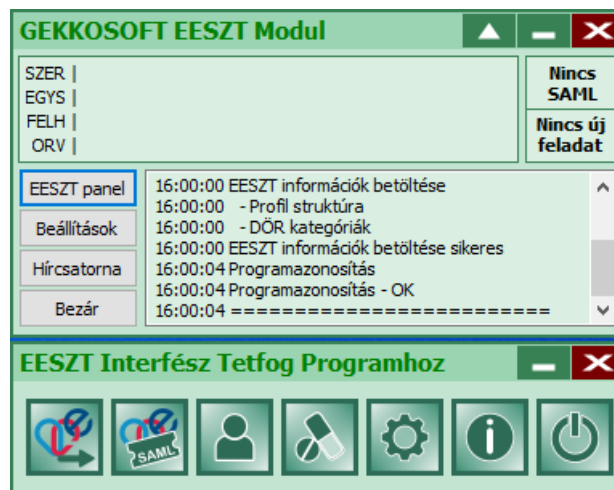 GEKKOSOFT EESZT Modul
SZER |
EGYS |
FELH |
ORV |
Nincs
SAML
Nincs új
feladat
EESZT panel
Beállítások
Hírcsatorna
Bezár
16:00:00 EESZT információk betöltése
16:00:00 - Profil struktúra
16:00:00 - DÖR kategóriák
16:00:00 EESZT információk betöltése sikeres
16:00:04 Programazonosítás
16:00:04 Programazonosítás - OK
16:00:04 =========================
EESZT Interfész Tetfog Programhoz
SAML